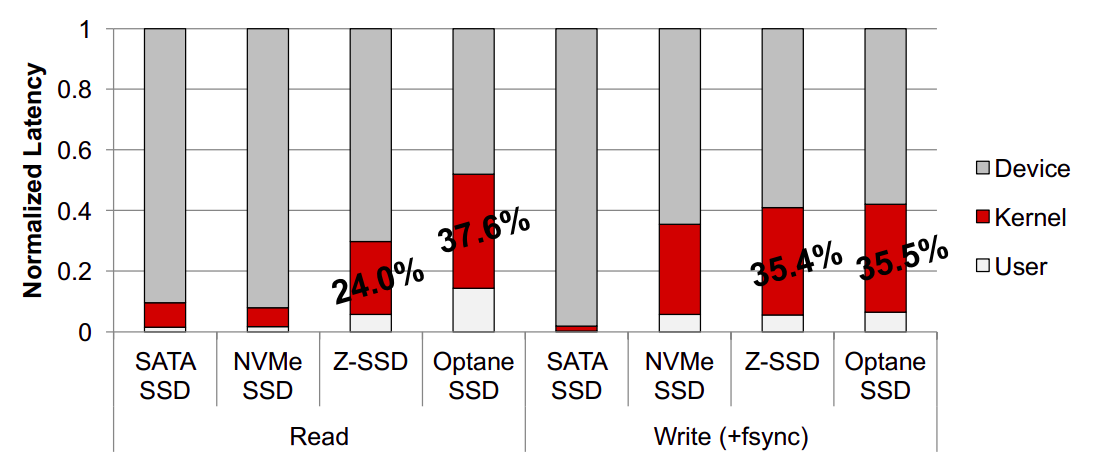 Normalized Latency
1
0.8
0.6
0.4
0.2
0
24.0%
37.6%
35.4%
35.5%
SATA SSD
NVMe SSD
Z-SSD
Optane SSD
SATA SSD
NVMe SSD
Z-SSD
Optane SSD
Read
Write (+fsync)
Device
Kernel
User